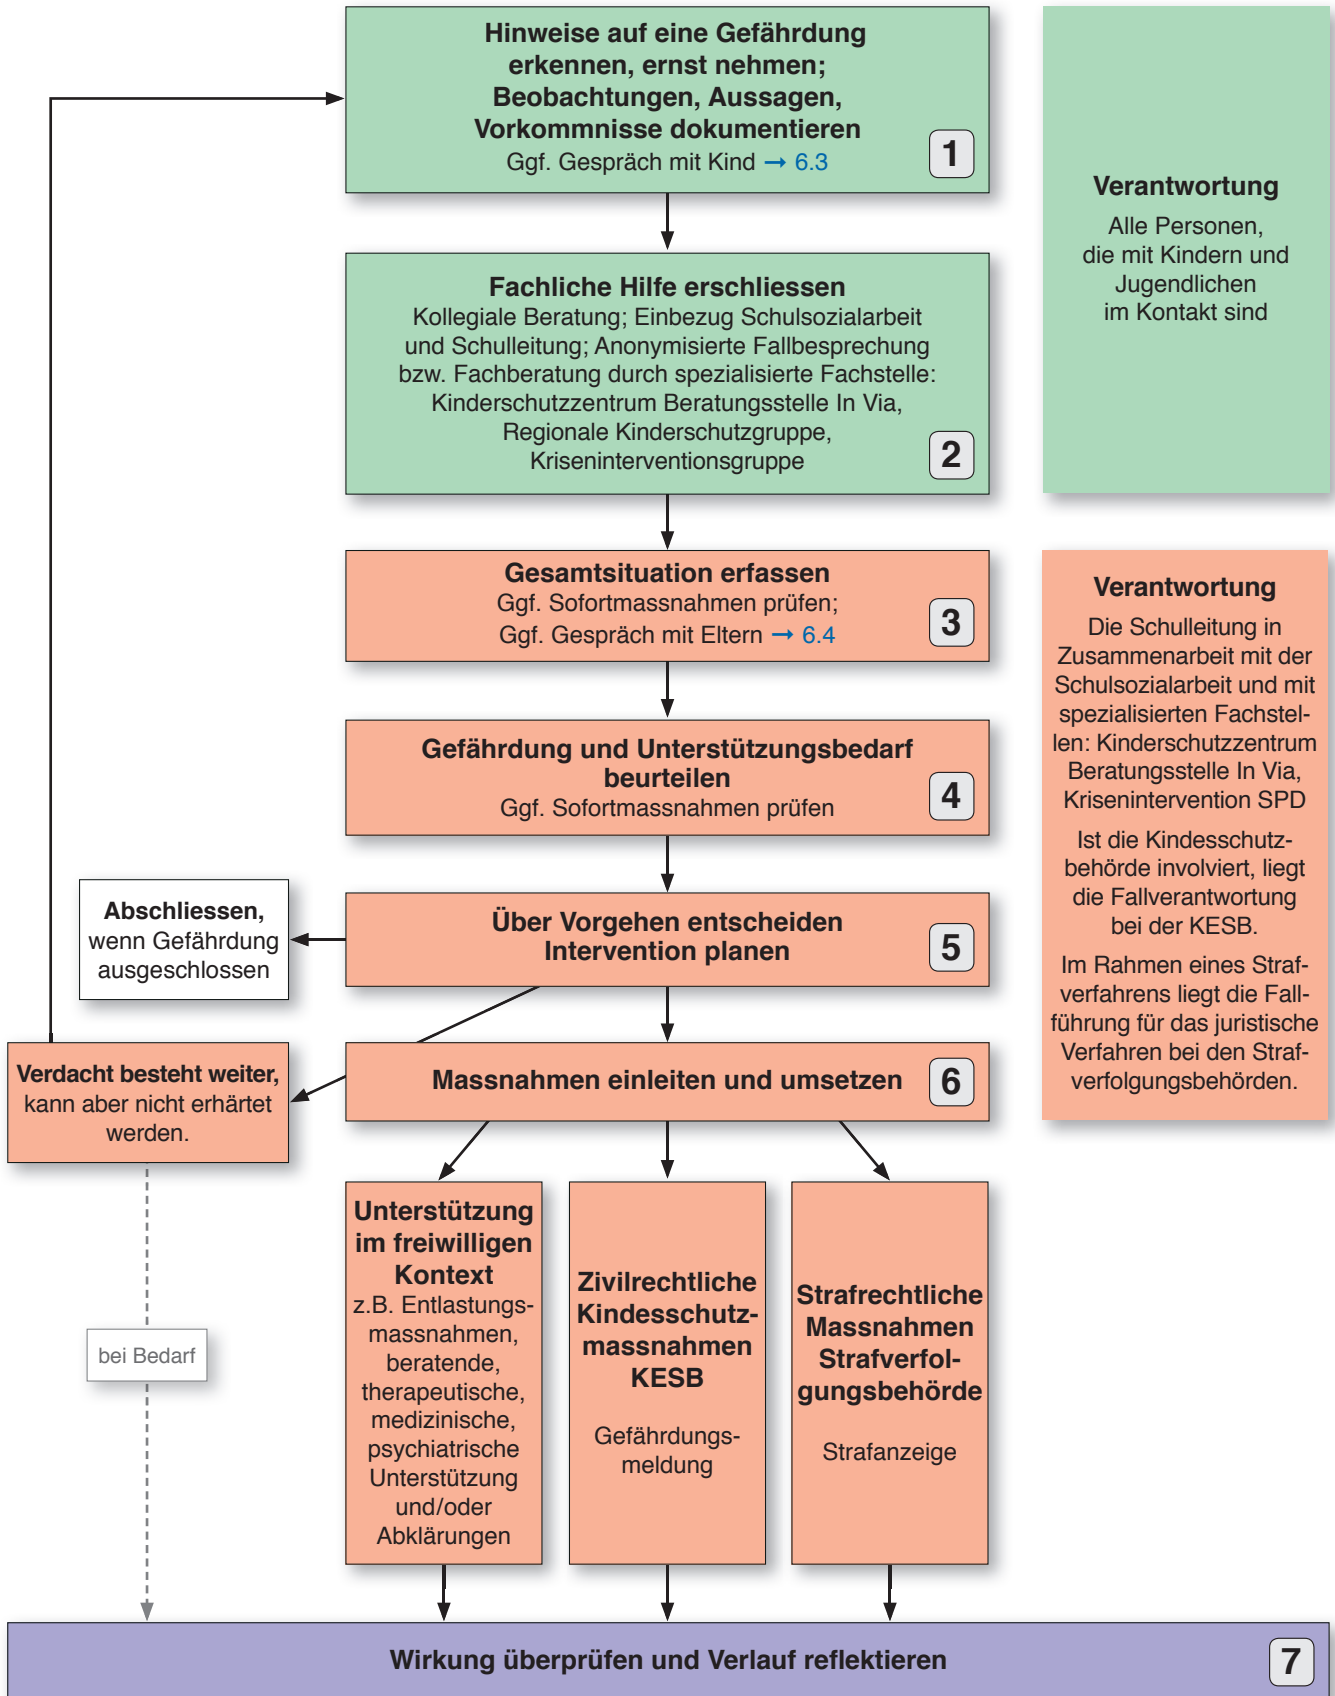 Hinweise auf eine Gefährdung
erkennen, ernst nehmen;
Beobachtungen, Aussagen,
Vorkommnisse dokumentieren
Ggf. Gespräch mit Kind → 6.3
1
Verantwortung
Alle Personen,
die mit Kindern und
Jugendlichen
im Kontakt sind
Fachliche Hilfe erschliessen
Kollegiale Beratung; Einbezug Schulsozialarbeit
und Schulleitung; Anonymisierte Fallbesprechung
bzw. Fachberatung durch spezialisierte Fachstelle:
Kinderschutzzentrum Beratungsstelle In Via,
Regionale Kinderschutzgruppe,
Kriseninterventionsgruppe
2
Gesamtsituation erfassen
Ggf. Sofortmassnahmen prüfen;
Ggf. Gespräch mit Eltern → 6.4
3
Verantwortung
Die Schulleitung in
Zusammenarbeit mit der
Schulsozialarbeit und mit
spezialisierten Fachstel-
len: Kinderschutzzentrum
Beratungsstelle In Via,
Krisenintervention SPD
Ist die Kindesschutz-
behörde involviert, liegt
die Fallverantwortung
bei der KESB.
Im Rahmen eines Straf-
verfahrens liegt die Fall-
führung für das juristische
Verfahren bei den Straf-
verfolgungsbehörden.
Gefährdung und Unterstützungsbedarf
beurteilen
Ggf. Sofortmassnahmen prüfen
4
Über Vorgehen entscheiden
Intervention planen
5
Abschliessen,
wenn Gefährdung
ausgeschlossen
Verdacht besteht weiter,
kann aber nicht erhärtet
werden.
Massnahmen einleiten und umsetzen
6
bei Bedarf
Unterstützung
im freiwilligen
Kontext
z.B. Entlastungs-
massnahmen,
beratende,
therapeutische,
medizinische,
psychiatrische
Unterstützung
und/oder
Abklärungen
Zivilrechtliche
Kindesschutz-
massnahmen
KESB
Gefährdungs-
meldung
Strafrechtliche
Massnahmen
Strafverfol-
gungsbehörde
Strafanzeige
Wirkung überprüfen und Verlauf reflektieren
7